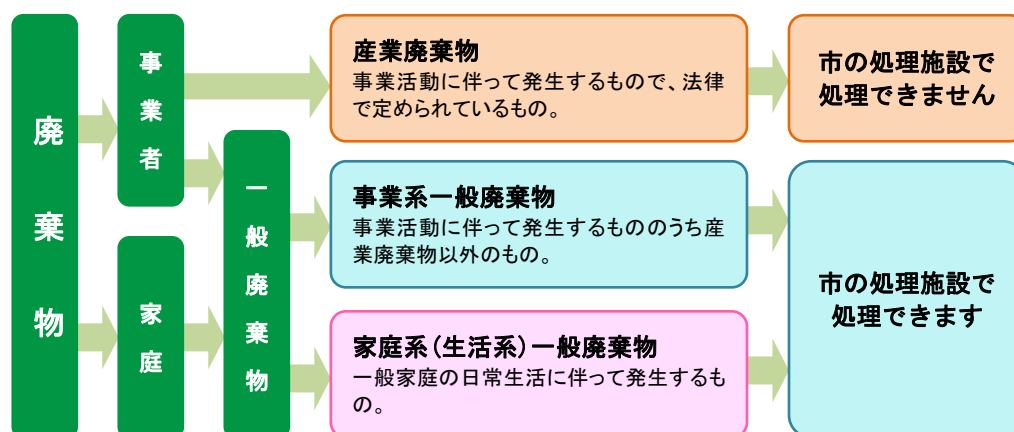 廃棄物
事業者
家庭
一般廃棄物
産業廃棄物
事業活動に伴って発生するもので、法律
で定められているもの。
市の処理施設で
処理できません
事業系一般廃棄物
事業活動に伴って発生するもののうち産
業廃棄物以外のもの。
家庭系(生活系)一般廃棄物
一般家庭の日常生活に伴って発生するも
の。
市の処理施設で
処理できます